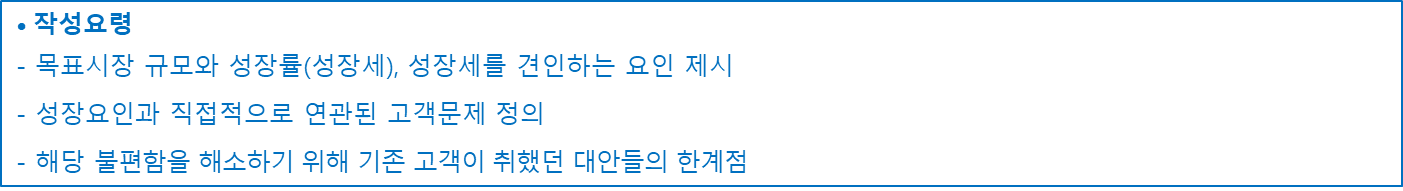 • 작성요령
- 목표시장 규모와 성장률(성장세), 성장세를 견인하는 요인 제시
- 성장요인과 직접적으로 연관된 고객문제 정의
- 해당 불편함을 해소하기 위해 기존 고객이 취했던 대안들의 한계점